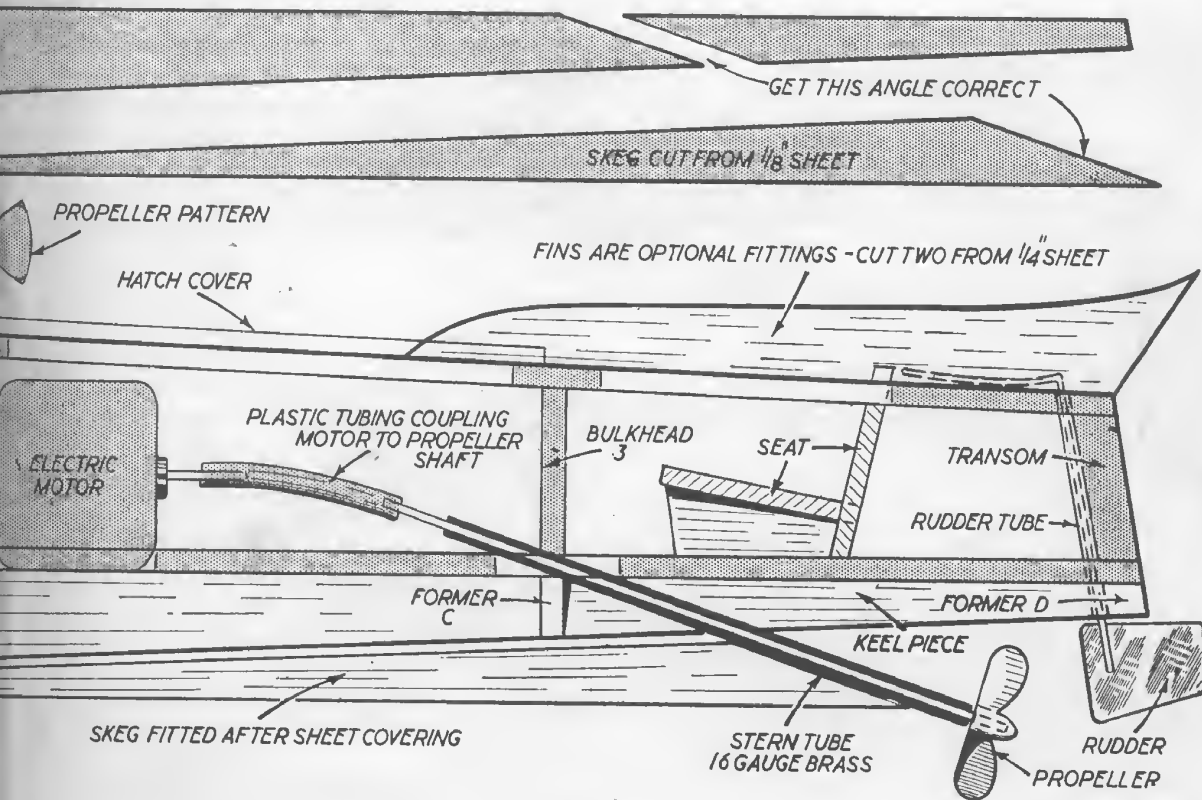 GET THIS ANGLE CORRECT
SKEG CUT FROM 1/8" SHEET
PROPELLER PATTERN
FINS ARE OPTIONAL FITTINGS - CUT TWO FROM 1/4" SHEET
HATCH COVER
PLASTIC TUBING COUPLING
MOTOR TO PROPELLER
SHAFT
BULKHEAD
3
SEAT
TRANSOM
ELECTRIC
MOTOR
RUDDER TUBE
FORMER
C
FORMER D
KEEL PIECE
SKEG FITTED AFTER SHEET COVERING
STERN TUBE
16 GAUGE BRASS
RUDDER
PROPELLER